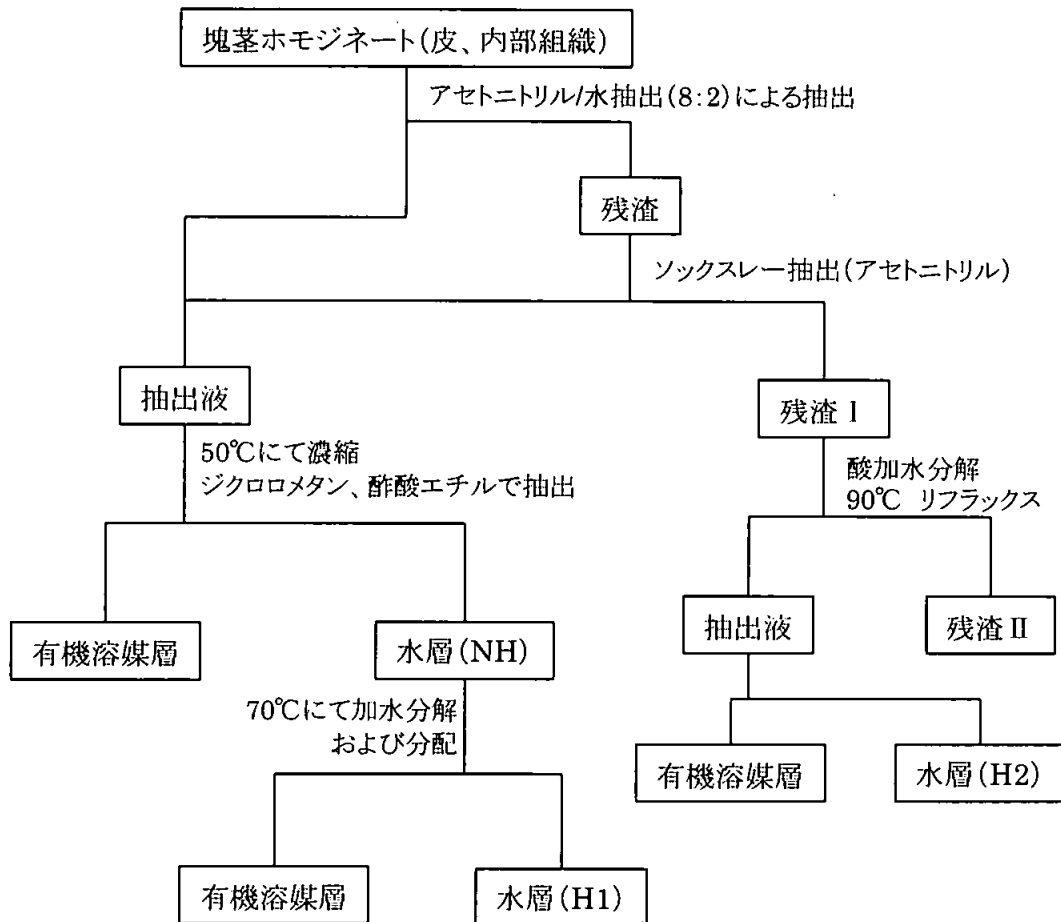 塊茎ホモジネート(皮、内部組織)
アセトニトリル/水抽出(8:2)による抽出
残渣
ソックスレー抽出(アセトニトリル)
抽出液
残渣 I
50℃にて濃縮
ジクロロメタン、酢酸エチルで抽出
酸加水分解
90℃ リフラックス
有機溶媒層
水層(NH)
抽出液
残渣 II
70℃にて加水分解
および分配
有機溶媒層
水層(H2)
有機溶媒層
水層(H1)